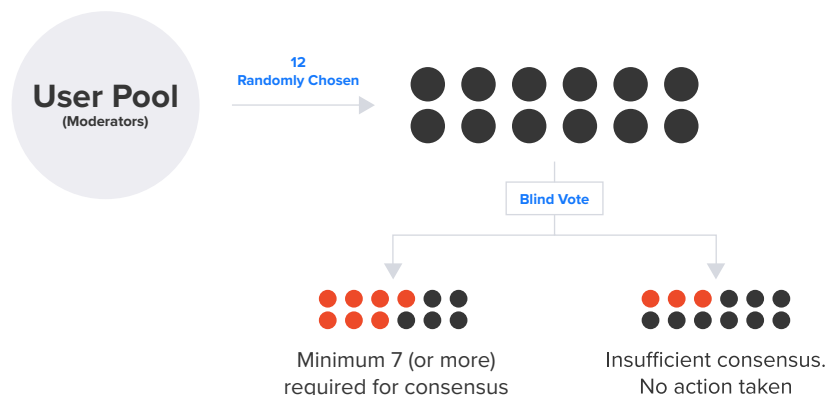 User Pool
(Moderators)
12
Randomly Chosen
Blind Vote
Minimum 7 (or more)
required for consensus
Insufficient consensus.
No action taken